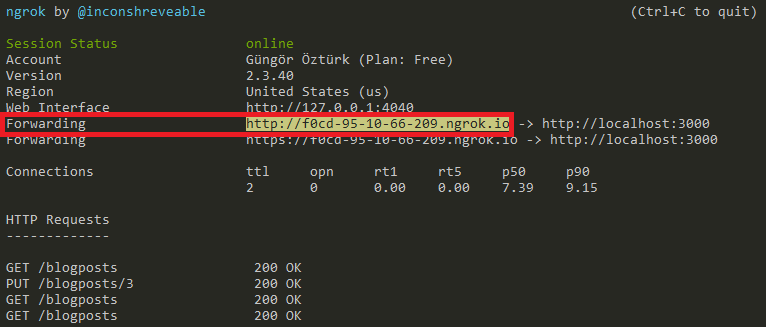 ngrok by @inconshreveable (Ctrl+C to quit)
Session Status online
Account Güngör Öztürk (Plan: Free)
Version 2.3.40
Region United States (us)
Web Interface http://127.0.0.1:4040
Forwarding http://f0cd-95-10-66-209.ngrok.io -> http://localhost:3000
Forwarding https://f0cd-95-10-66-209.ngrok.io -> http://localhost:3000
Connections ttl opn rt1 rt5 p50 p90
2 0 0.00 0.00 7.39 9.15
HTTP Requests
-------------
GET /blogposts 200 OK
PUT /blogposts/3 200 OK
GET /blogposts 200 OK
GET /blogposts 200 OK